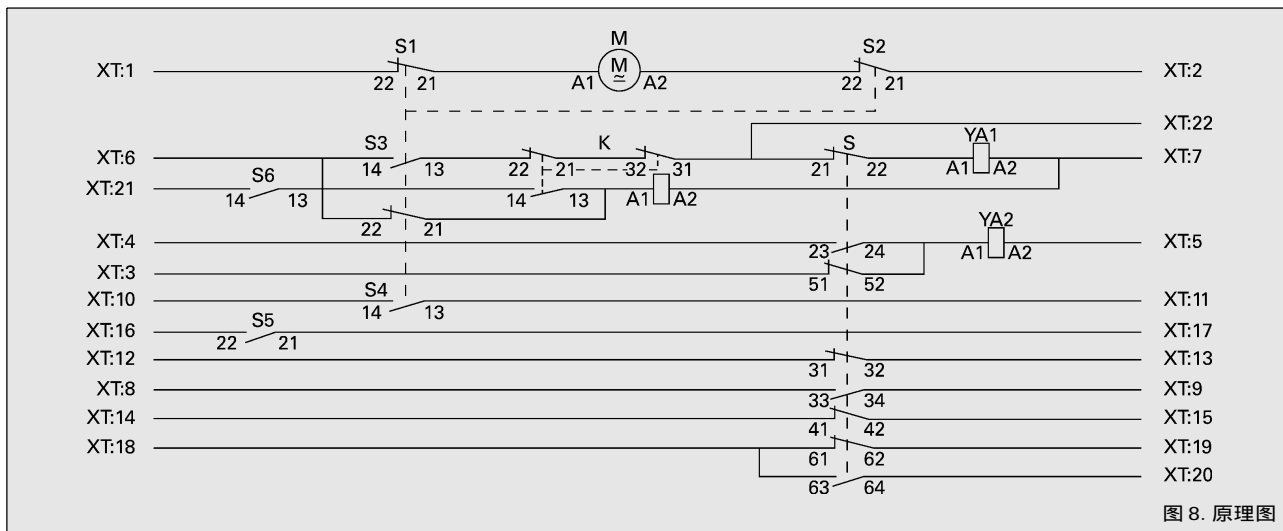 S1 M S2
XT:1 22 21 A1 M ≃ A2 22 21 XT:2
XT:22
S3 K S YA1
XT:6 14 13 22 21 32 31 21 22 A1 A2 XT:7
S6
XT:21 14 13 14 13 A1 A2
22 21
YA2
XT:4 23 24 A1 A2 XT:5
XT:3 51 52
S4
XT:10 14 13 XT:11
S5
XT:16 22 21 XT:17
XT:12 31 32 XT:13
XT:8 33 34 XT:9
XT:14 41 42 XT:15
XT:18 61 62 XT:19
63 64 XT:20
图 8. 原理图